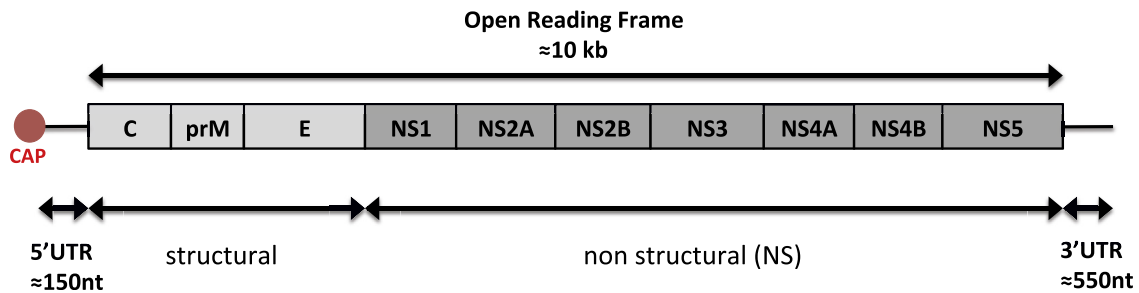 Open Reading Frame
≈10 kb
C prM E NS1 NS2A NS2B NS3 NS4A NS4B NS5
CAP
5’UTR
≈150nt
structural
non structural (NS)
3’UTR
≈550nt